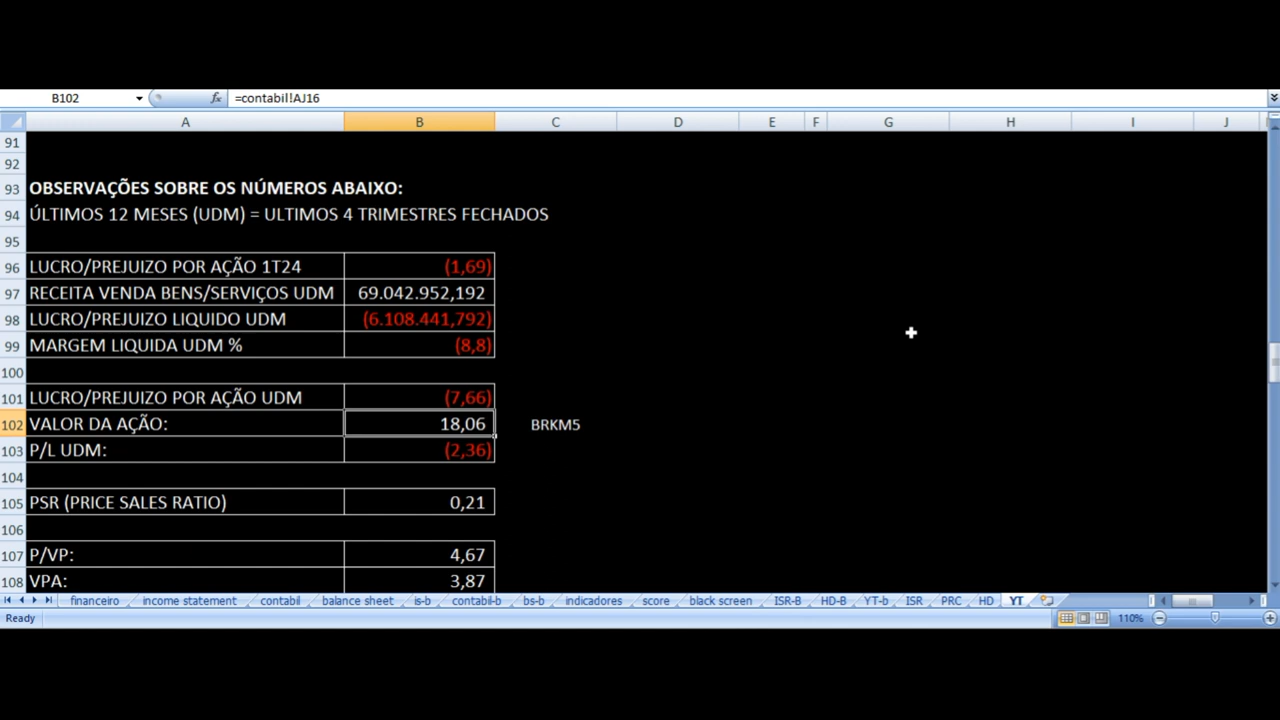 B102 fx =contabil!AJ16
A B C D E F G H I J
91
92
93 OBSERVAÇÕES SOBRE OS NÚMEROS ABAIXO:
94 ÚLTIMOS 12 MESES (UDM) = ULTIMOS 4 TRIMESTRES FECHADOS
95
96 LUCRO/PREJUIZO POR AÇÃO 1T24 (1,69)
97 RECEITA VENDA BENS/SERVIÇOS UDM 69.042.952,192
98 LUCRO/PREJUIZO LIQUIDO UDM (6.108.441,792)
99 MARGEM LIQUIDA UDM % (8,8)
100
101 LUCRO/PREJUIZO POR AÇÃO UDM (7,66)
102 VALOR DA AÇÃO: 18,06 BRKM5
103 P/L UDM: (2,36)
104
105 PSR (PRICE SALES RATIO) 0,21
106
107 P/VP: 4,67
108 VPA: 3,87
financeiro income statement contabil balance sheet is-b contabil-b bs-b indicadores score black screen ISR-B HD-B YT-b ISR PRC HD YT
Ready 110%